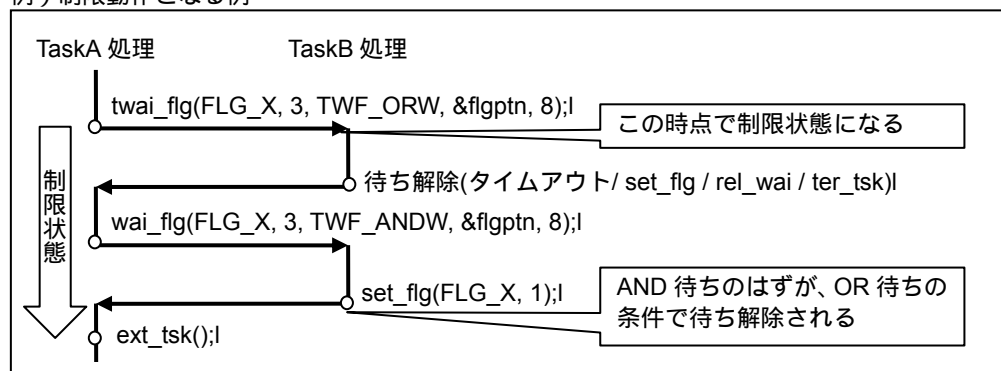 例1) 制限動作となる例
TaskA 処理
TaskB 処理
twai_flg(FLG_X, 3, TWF_ORW, &flgptn, 8);l
この時点で制限状態になる
制限状態
待ち解除(タイムアウト/ set_flg / rel_wai / ter_tsk)l
wai_flg(FLG_X, 3, TWF_ANDW, &flgptn, 8);l
set_flg(FLG_X, 1);l
AND 待ちのはずが、OR 待ちの
条件で待ち解除される
ext_tsk();l